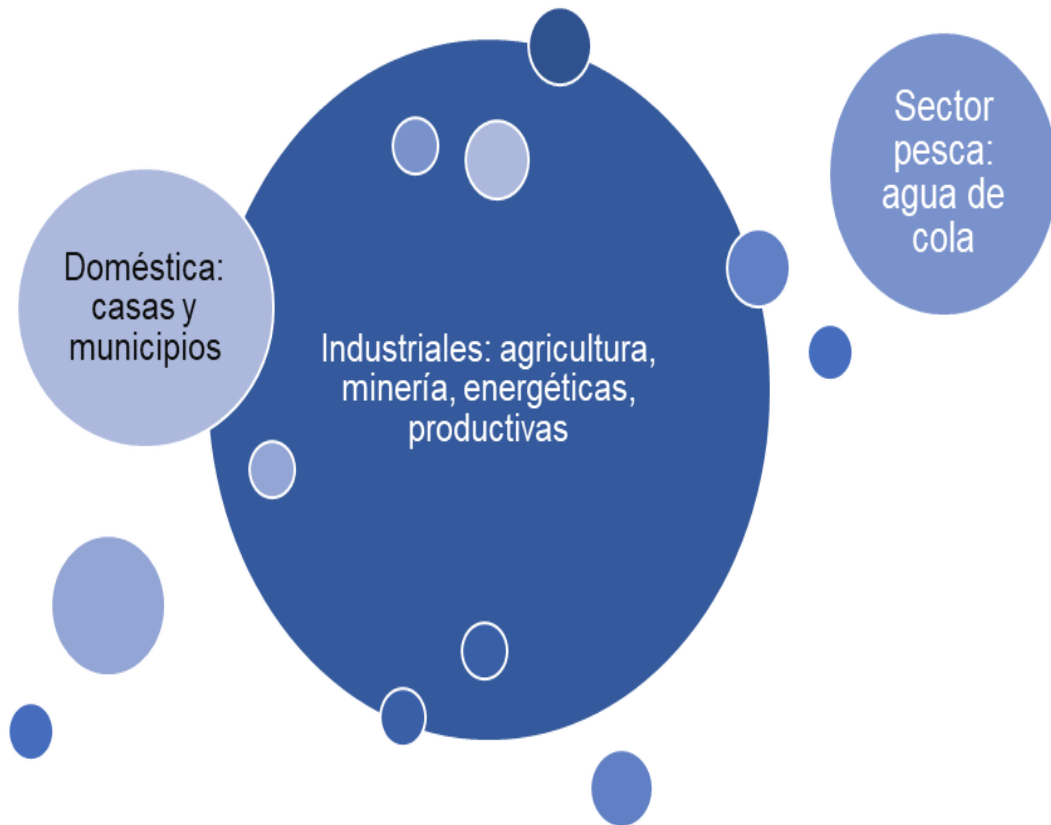 Doméstica:
casas y
municipios
Industriales: agricultura,
minería, energéticas,
productivas
Sector
pesca:
agua de
cola